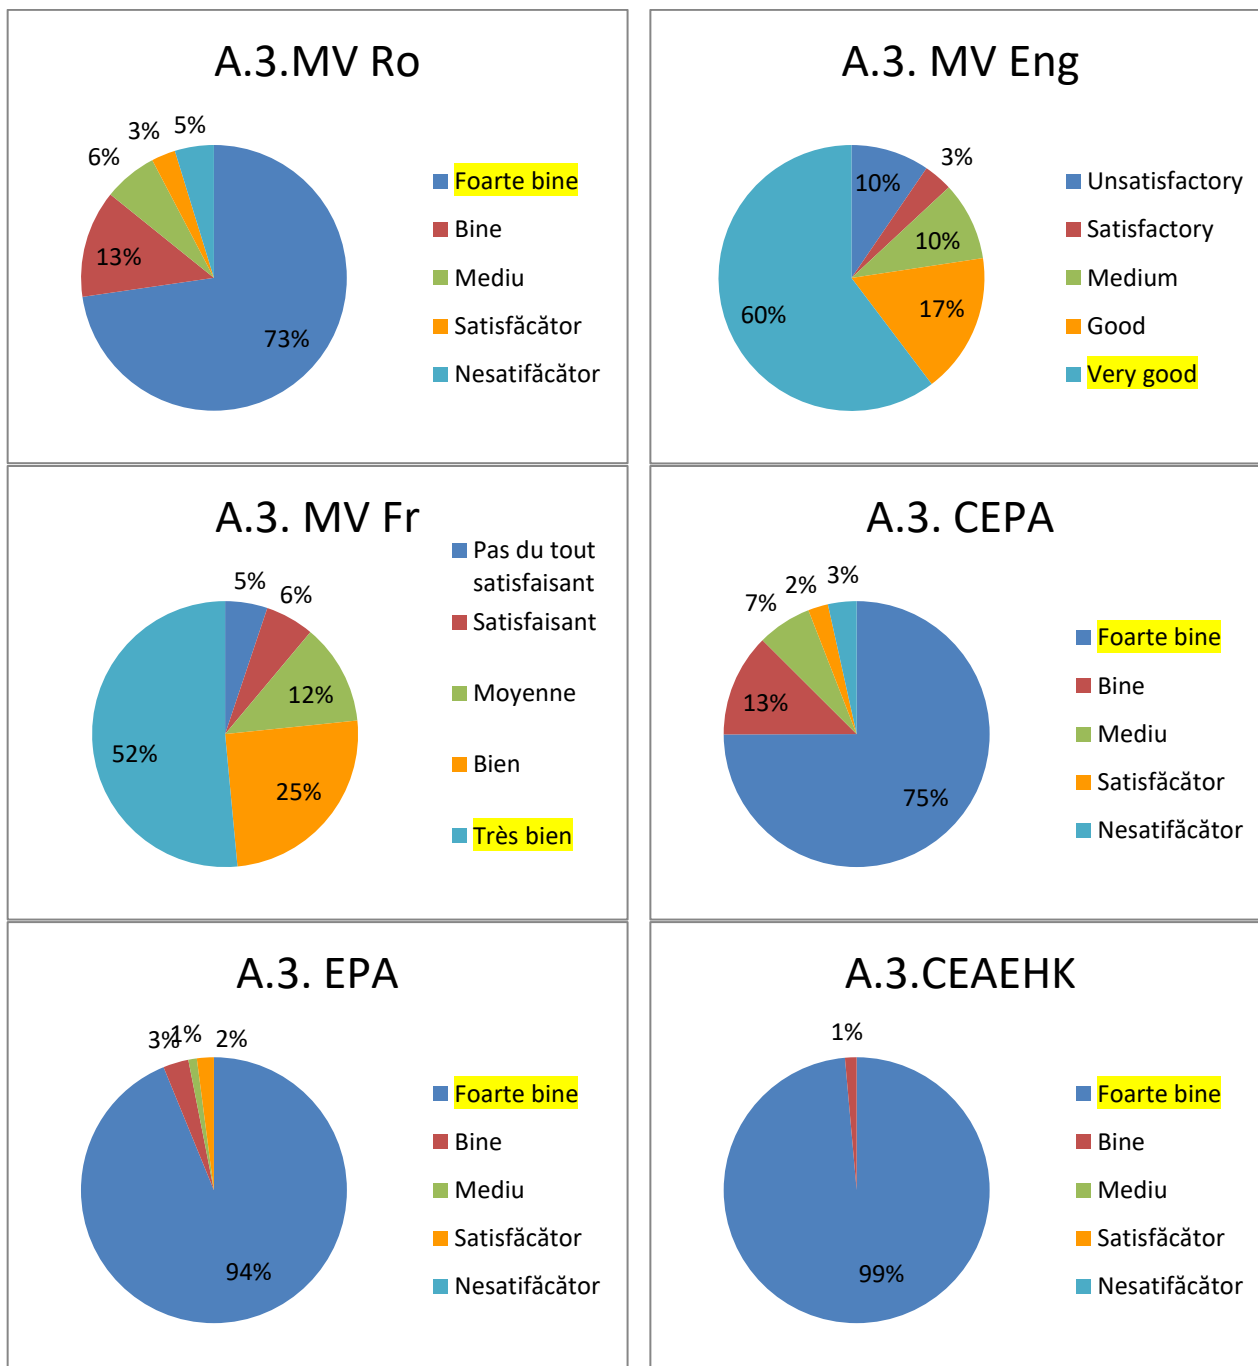 A.3.MV Ro
73%
13%
6%
3%
5%
Foarte bine
Bine
Mediu
Satisfăcător
Nesatifăcător
A.3. MV Eng
10%
3%
10%
17%
60%
Unsatisfactory
Satisfactory
Medium
Good
Very good
A.3. MV Fr
5%
6%
12%
25%
52%
Pas du tout
satisfaisant
Satisfaisant
Moyenne
Bien
Très bien
A.3. CEPA
75%
13%
7%
2%
3%
Foarte bine
Bine
Mediu
Satisfăcător
Nesatifăcător
A.3. EPA
94%
3%
1%
2%
Foarte bine
Bine
Mediu
Satisfăcător
Nesatifăcător
A.3.CEAEHK
99%
1%
Foarte bine
Bine
Mediu
Satisfăcător
Nesatifăcător